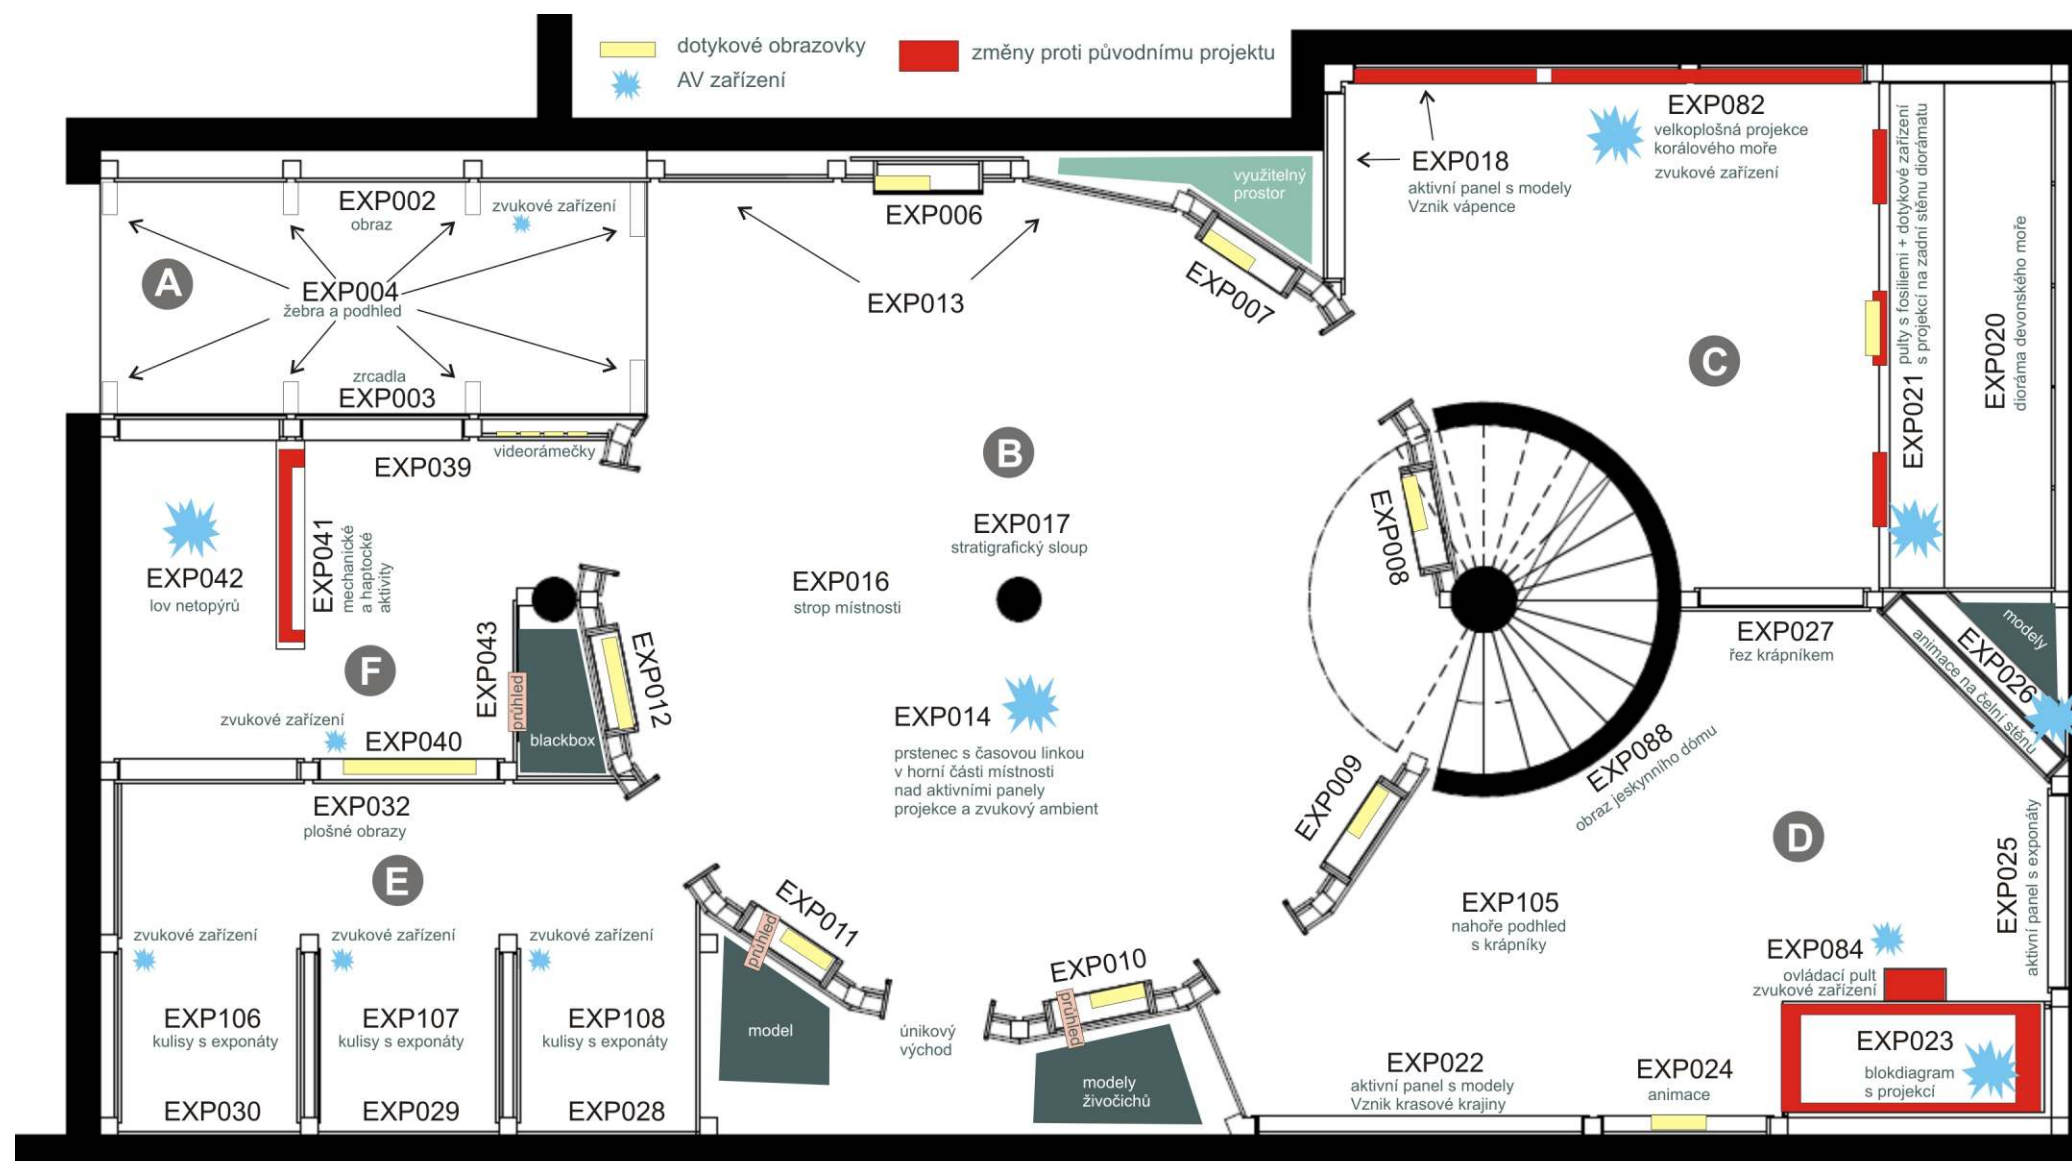 dotykové obrazovky
AV zařízení
změny proti původnímu projektu
A
EXP002
obraz
zvukové zařízení
EXP004
žebra a podhled
zrcadla
EXP003
EXP006
EXP013
využitelný
prostor
EXP007
EXP018
aktivní panel s modely
Vznik vápence
EXP082
velkoplošná projekce
korálového moře
zvukové zařízení
C
pulty s fosiliemi + dotykové zařízení
s projekcí na zadní stěnu diorámatu
EXP021
EXP020
dioráma devonského moře
EXP039
videorámečky
EXP042
lov netopýrů
EXP041
mechanické
a haptocké
aktivity
F
zvukové zařízení
EXP040
EXP043
průhled
blackbox
EXP012
B
EXP017
stratigrafický sloup
EXP016
strop místnosti
EXP014
prstenec s časovou linkou
v horní části místnosti
nad aktivními panely
projekce a zvukový ambient
EXP008
EXP009
EXP088
obraz jeskynního dómu
EXP027
řez krápníkem
modely
EXP026
animace na čelní stěnu
D
EXP025
aktivní panel s exponáty
EXP105
nahoře podhled
s krápníky
EXP084
ovládací pult
zvukové zařízení
EXP023
blokdiagram
s projekcí
EXP022
aktivní panel s modely
Vznik krasové krajiny
EXP024
animace
EXP032
plošné obrazy
E
zvukové zařízení
zvukové zařízení
zvukové zařízení
EXP106
kulisy s exponáty
EXP107
kulisy s exponáty
EXP108
kulisy s exponáty
EXP030
EXP029
EXP028
EXP011
průhled
model
únikový
východ
EXP010
průhled
modely
živočichů